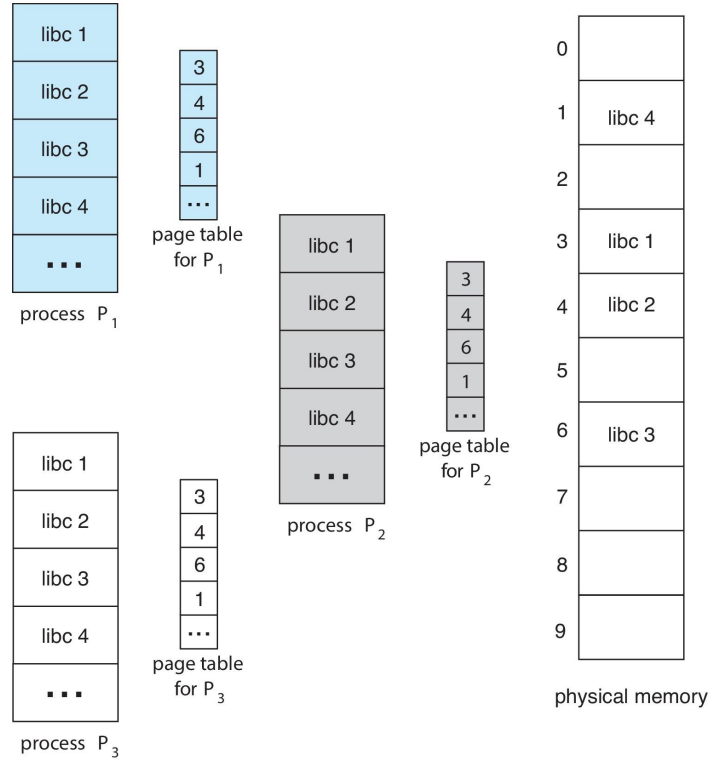 libc 1
libc 2
libc 3
libc 4
...
process P1
3
4
6
1
...
page table
for P1
libc 1
libc 2
libc 3
libc 4
...
process P2
3
4
6
1
...
page table
for P2
libc 1
libc 2
libc 3
libc 4
...
process P3
3
4
6
1
...
page table
for P3
0
1 libc 4
2
3 libc 1
4 libc 2
5
6 libc 3
7
8
9
physical memory